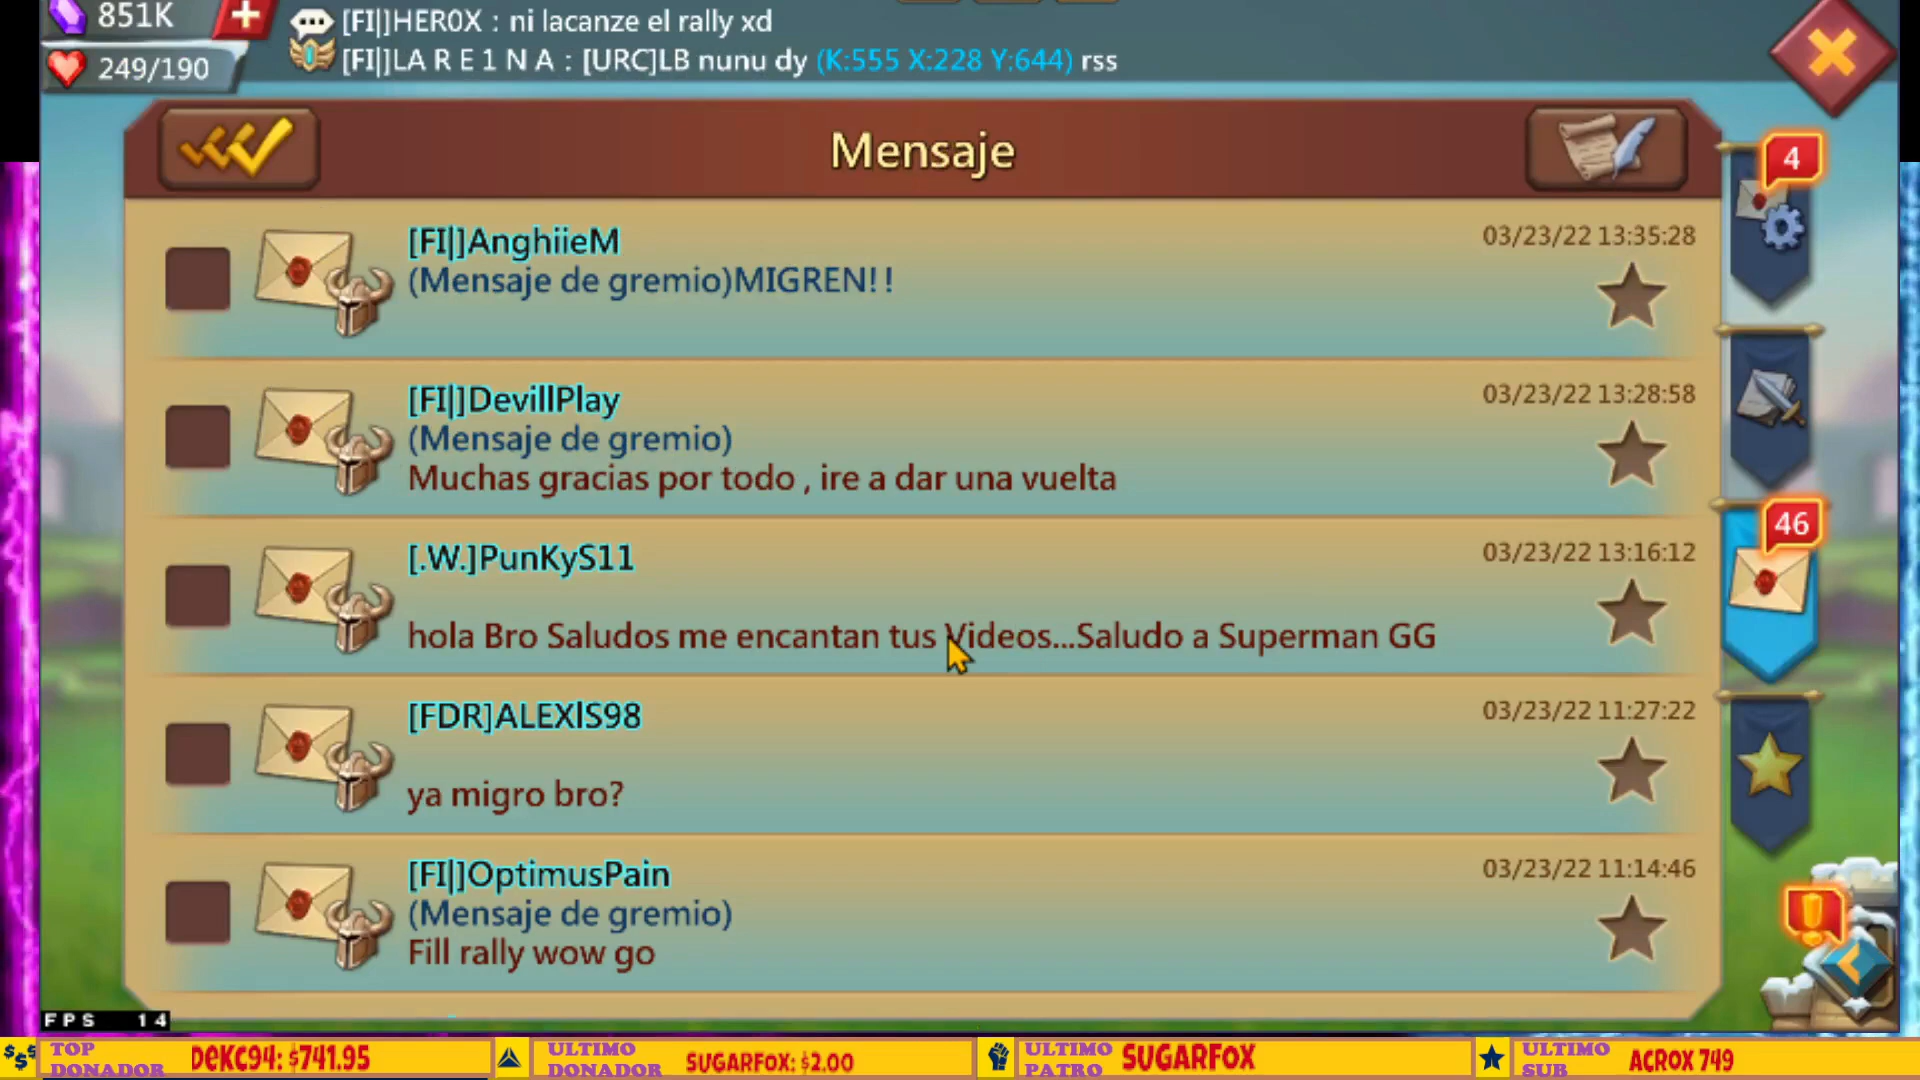 851K
249/190
[FI|]HER0X : ni lacanze el rally xd
[FI|]LA R E 1 N A : [URC]LB nunu dy (K:555 X:228 Y:644) rss
Mensaje
4
[FI|]AnghiieM
03/23/22 13:35:28
(Mensaje de gremio)MIGREN!!
[FI|]DevillPlay
03/23/22 13:28:58
(Mensaje de gremio)
Muchas gracias por todo , ire a dar una vuelta
46
[.W.]PunKyS11
03/23/22 13:16:12
hola Bro Saludos me encantan tus Videos...Saludo a Superman GG
[FDR]ALEXlS98
03/23/22 11:27:22
ya migro bro?
[FI|]OptimusPain
03/23/22 11:14:46
(Mensaje de gremio)
Fill rally wow go
FPS 14
$$$ TOP DONADOR DeKC94: $741.95
ULTIMO DONADOR SUGARFOX: $2.00
ULTIMO PATRO SUGARFOX
ULTIMO SUB ACROX 749